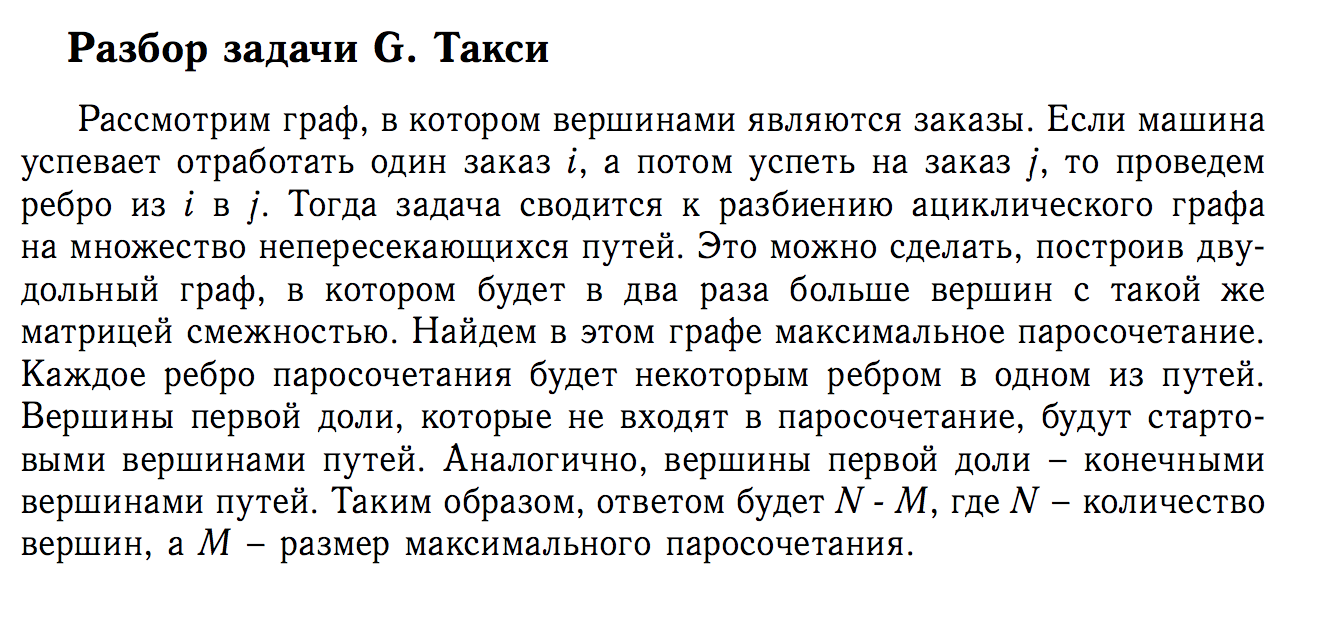 Разбор задачи G. Такси
Рассмотрим граф, в котором вершинами являются заказы. Если машина
успевает отработать один заказ i, а потом успеть на заказ j, то проведем
ребро из i в j. Тогда задача сводится к разбиению ациклического графа
на множество непересекающихся путей. Это можно сделать, построив дву-
дольный граф, в котором будет в два раза больше вершин с такой же
матрицей смежностью. Найдем в этом графе максимальное паросочетание.
Каждое ребро паросочетания будет некоторым ребром в одном из путей.
Вершины первой доли, которые не входят в паросочетание, будут старто-
выми вершинами путей. Аналогично, вершины первой доли – конечными
вершинами путей. Таким образом, ответом будет N - M, где N – количество
вершин, а M – размер максимального паросочетания.